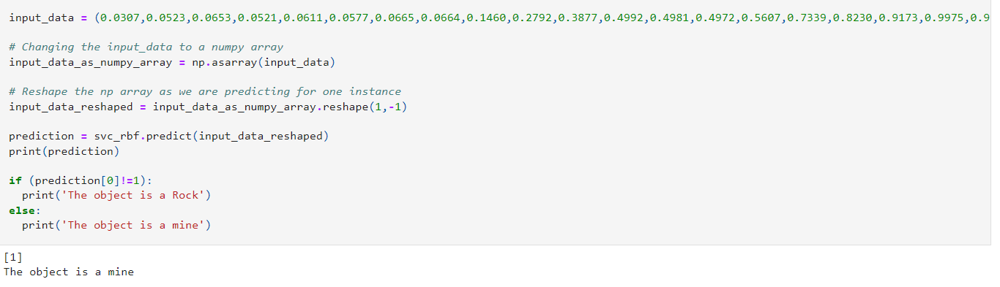 input_data = (0.0307,0.0523,0.0653,0.0521,0.0611,0.0577,0.0665,0.0664,0.1460,0.2792,0.3877,0.4992,0.4981,0.4972,0.5607,0.7339,0.8230,0.9173,0.9975,0.9
# Changing the input_data to a numpy array
input_data_as_numpy_array = np.asarray(input_data)
# Reshape the np array as we are predicting for one instance
input_data_reshaped = input_data_as_numpy_array.reshape(1,-1)
prediction = svc_rbf.predict(input_data_reshaped)
print(prediction)
if (prediction[0]!=1):
  print('The object is a Rock')
else:
  print('The object is a mine')
[1]
The object is a mine